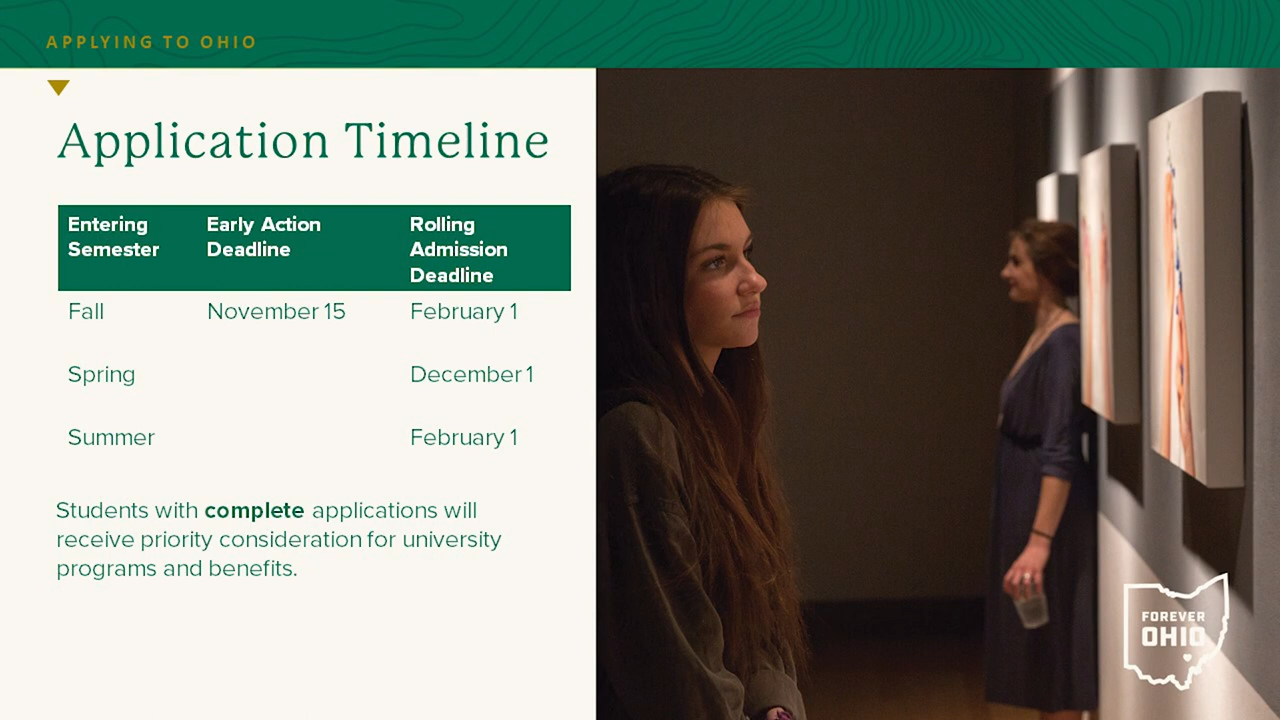 APPLYING TO OHIO
Application Timeline
Entering Semester	Early Action Deadline	Rolling Admission Deadline
Fall	November 15	February 1
Spring		December 1
Summer		February 1
Students with complete applications will
receive priority consideration for university
programs and benefits.
FOREVER
OHIO